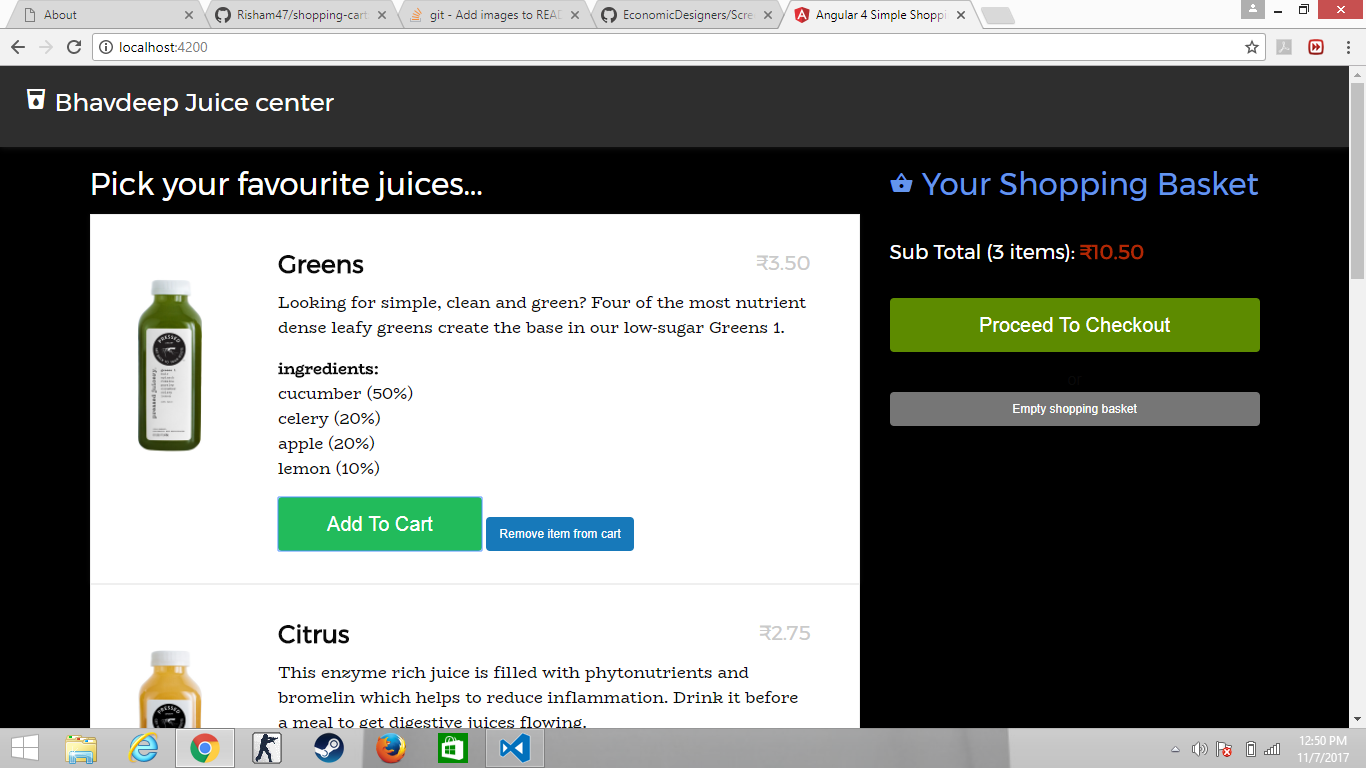 About
Risham47/shopping-cart
git - Add images to READ
EconomicDesigners/Scre
Angular 4 Simple Shoppi
localhost:4200
Bhavdeep Juice center
Pick your favourite juices...
Your Shopping Basket
Greens
₹3.50
Looking for simple, clean and green? Four of the most nutrient
dense leafy greens create the base in our low-sugar Greens 1.
ingredients:
cucumber (50%)
celery (20%)
apple (20%)
lemon (10%)
Add To Cart
Remove item from cart
Sub Total (3 items): ₹10.50
Proceed To Checkout
or
Empty shopping basket
Citrus
₹2.75
This enzyme rich juice is filled with phytonutrients and
bromelin which helps to reduce inflammation. Drink it before
a meal to get digestive juices flowing.
PRESSED
pressed juicery.
greens 1
PRESSED
12:50 PM
11/7/2017